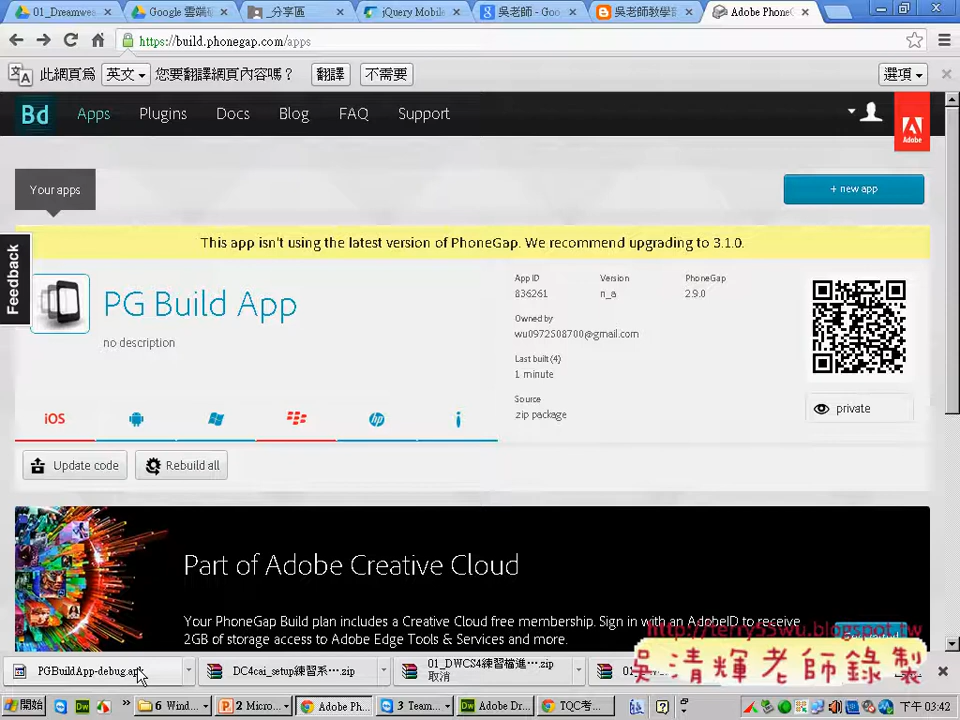 01_Dreamwe
Google 雲端
_分享區
jQuery Mobile
吳老師 - Goo
吳老師教學
Adobe PhoneG
https://build.phonegap.com/apps
此網頁為 英文 您要翻譯網頁內容嗎？ 翻譯 不需要 選項
Bd Apps Plugins Docs Blog FAQ Support
Adobe
Your apps
+ new app
This app isn't using the latest version of PhoneGap. We recommend upgrading to 3.1.0.
Feedback
PG Build App
no description
App ID Version PhoneGap
836261 n_a 2.9.0
Owned by
wu0972508700@gmail.com
Last built (4)
1 minute
Source
.zip package
private
iOS
Update code
Rebuild all
Part of Adobe Creative Cloud
Your PhoneGap Build plan includes a Creative Cloud free membership. Sign in with an AdobeID to receive
2GB of storage access to Adobe Edge Tools & Services and more.
http://terry55wu.blogspot.tw
吳清輝老師錄製
PGBuildApp-debug.apk
DC4cai_setup練習系....zip
01_DWCS4練習檔進....zip
取消
開始
6 Wind...
2 Micro...
Adobe Ph...
3 Team...
Adobe Dr...
TQC考...
下午 03:42